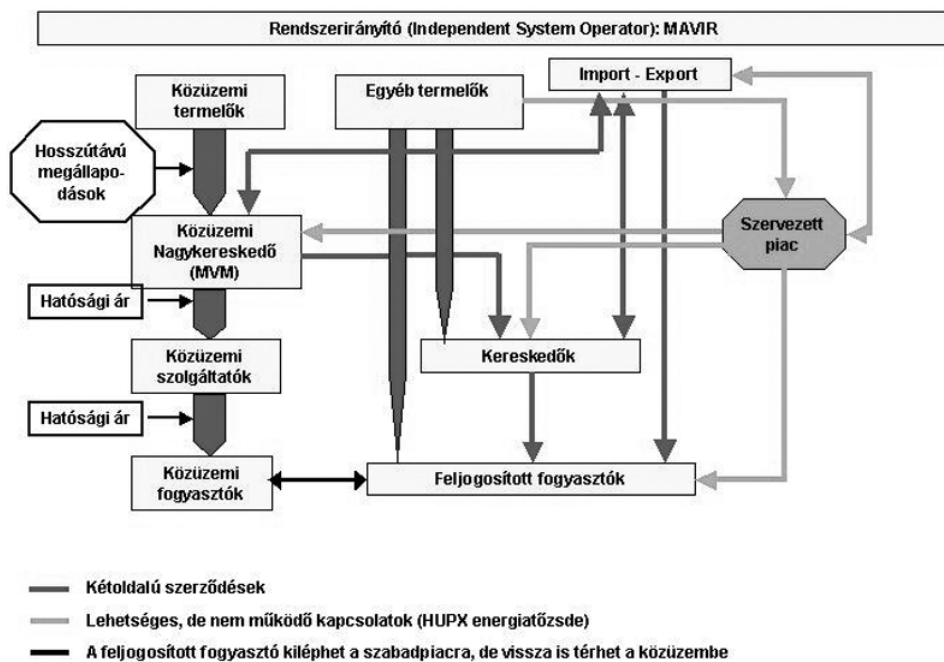 Rendszerirányító (Independent System Operator): MAVIR
Közüzemi
termelők
Egyéb termelők
Import - Export
Hosszútávú
megállapo-
dások
Közüzemi
Nagykereskedő
(MVM)
Szervezett
piac
Hatósági ár
Közüzemi
szolgáltatók
Kereskedők
Hatósági ár
Közüzemi
fogyasztók
Feljogosított fogyasztók
Kétoldalú szerződések
Lehetséges, de nem működő kapcsolatok (HUPX energiatőzsde)
A feljogosított fogyasztó kiléphet a szabadpiacra, de vissza is térhet a közüzembe